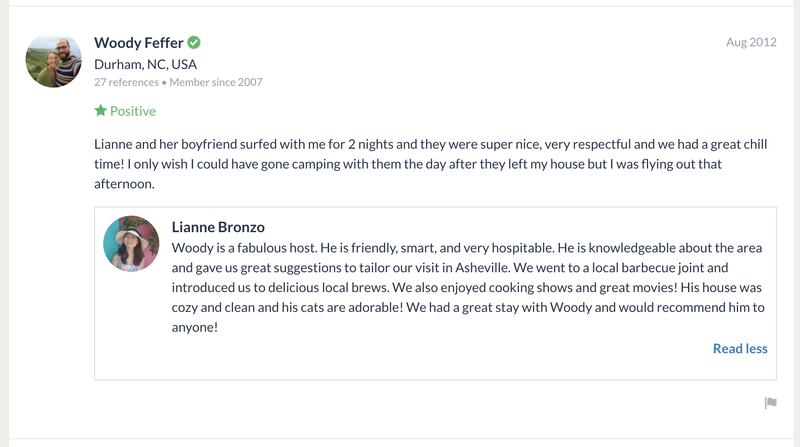 Woody Feffer
Aug 2012
Durham, NC, USA
27 references • Member since 2007
Positive
Lianne and her boyfriend surfed with me for 2 nights and they were super nice, very respectful and we had a great chill
time! I only wish I could have gone camping with them the day after they left my house but I was flying out that
afternoon.
Lianne Bronzo
Woody is a fabulous host. He is friendly, smart, and very hospitable. He is knowledgeable about the area
and gave us great suggestions to tailor our visit in Asheville. We went to a local barbecue joint and
introduced us to delicious local brews. We also enjoyed cooking shows and great movies! His house was
cozy and clean and his cats are adorable! We had a great stay with Woody and would recommend him to
anyone!
Read less